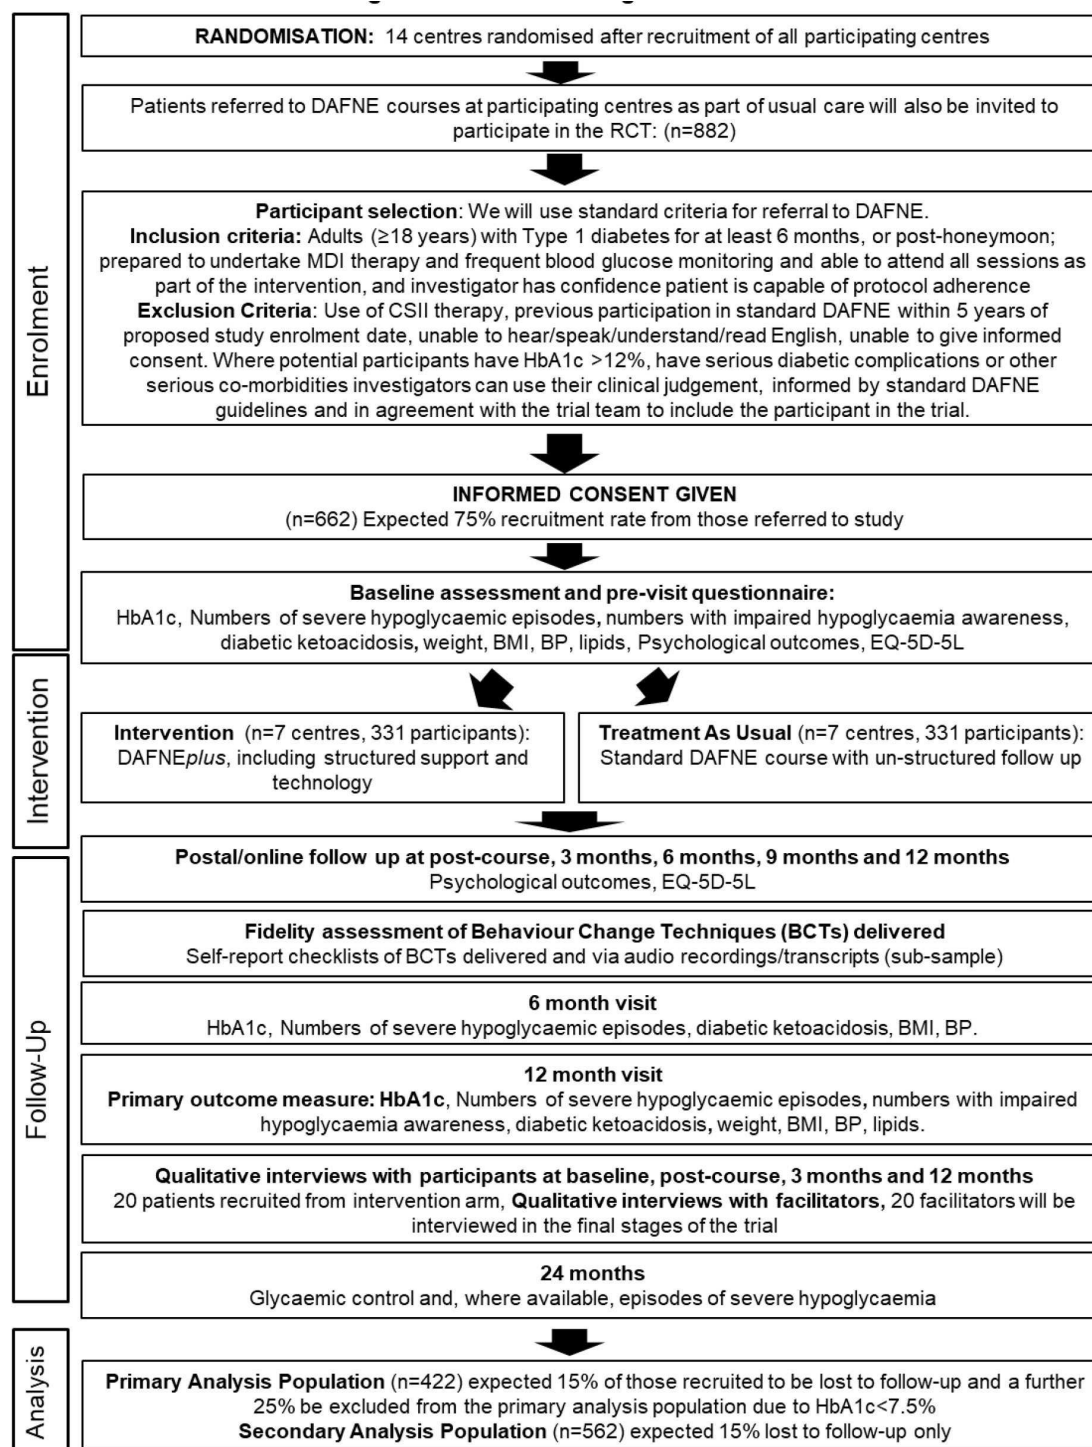 RANDOMISATION: 14 centres randomised after recruitment of all participating centres
Patients referred to DAFNE courses at participating centres as part of usual care will also be invited to
participate in the RCT: (n=882)
Enrolment
Participant selection: We will use standard criteria for referral to DAFNE.
Inclusion criteria: Adults (≥18 years) with Type 1 diabetes for at least 6 months, or post-honeymoon;
prepared to undertake MDI therapy and frequent blood glucose monitoring and able to attend all sessions as
part of the intervention, and investigator has confidence patient is capable of protocol adherence
Exclusion Criteria: Use of CSII therapy, previous participation in standard DAFNE within 5 years of
proposed study enrolment date, unable to hear/speak/understand/read English, unable to give informed
consent. Where potential participants have HbA1c >12%, have serious diabetic complications or other
serious co-morbidities investigators can use their clinical judgement, informed by standard DAFNE
guidelines and in agreement with the trial team to include the participant in the trial.
INFORMED CONSENT GIVEN
(n=662) Expected 75% recruitment rate from those referred to study
Baseline assessment and pre-visit questionnaire:
HbA1c, Numbers of severe hypoglycaemic episodes, numbers with impaired hypoglycaemia awareness,
diabetic ketoacidosis, weight, BMI, BP, lipids, Psychological outcomes, EQ-5D-5L
Intervention
Intervention (n=7 centres, 331 participants):
DAFNEplus, including structured support and
technology
Treatment As Usual (n=7 centres, 331 participants):
Standard DAFNE course with un-structured follow up
Follow-Up
Postal/online follow up at post-course, 3 months, 6 months, 9 months and 12 months
Psychological outcomes, EQ-5D-5L
Fidelity assessment of Behaviour Change Techniques (BCTs) delivered
Self-report checklists of BCTs delivered and via audio recordings/transcripts (sub-sample)
6 month visit
HbA1c, Numbers of severe hypoglycaemic episodes, diabetic ketoacidosis, BMI, BP.
12 month visit
Primary outcome measure: HbA1c, Numbers of severe hypoglycaemic episodes, numbers with impaired
hypoglycaemia awareness, diabetic ketoacidosis, weight, BMI, BP, lipids.
Qualitative interviews with participants at baseline, post-course, 3 months and 12 months
20 patients recruited from intervention arm, Qualitative interviews with facilitators, 20 facilitators will be
interviewed in the final stages of the trial
24 months
Glycaemic control and, where available, episodes of severe hypoglycaemia
Analysis
Primary Analysis Population (n=422) expected 15% of those recruited to be lost to follow-up and a further
25% be excluded from the primary analysis population due to HbA1c<7.5%
Secondary Analysis Population (n=562) expected 15% lost to follow-up only